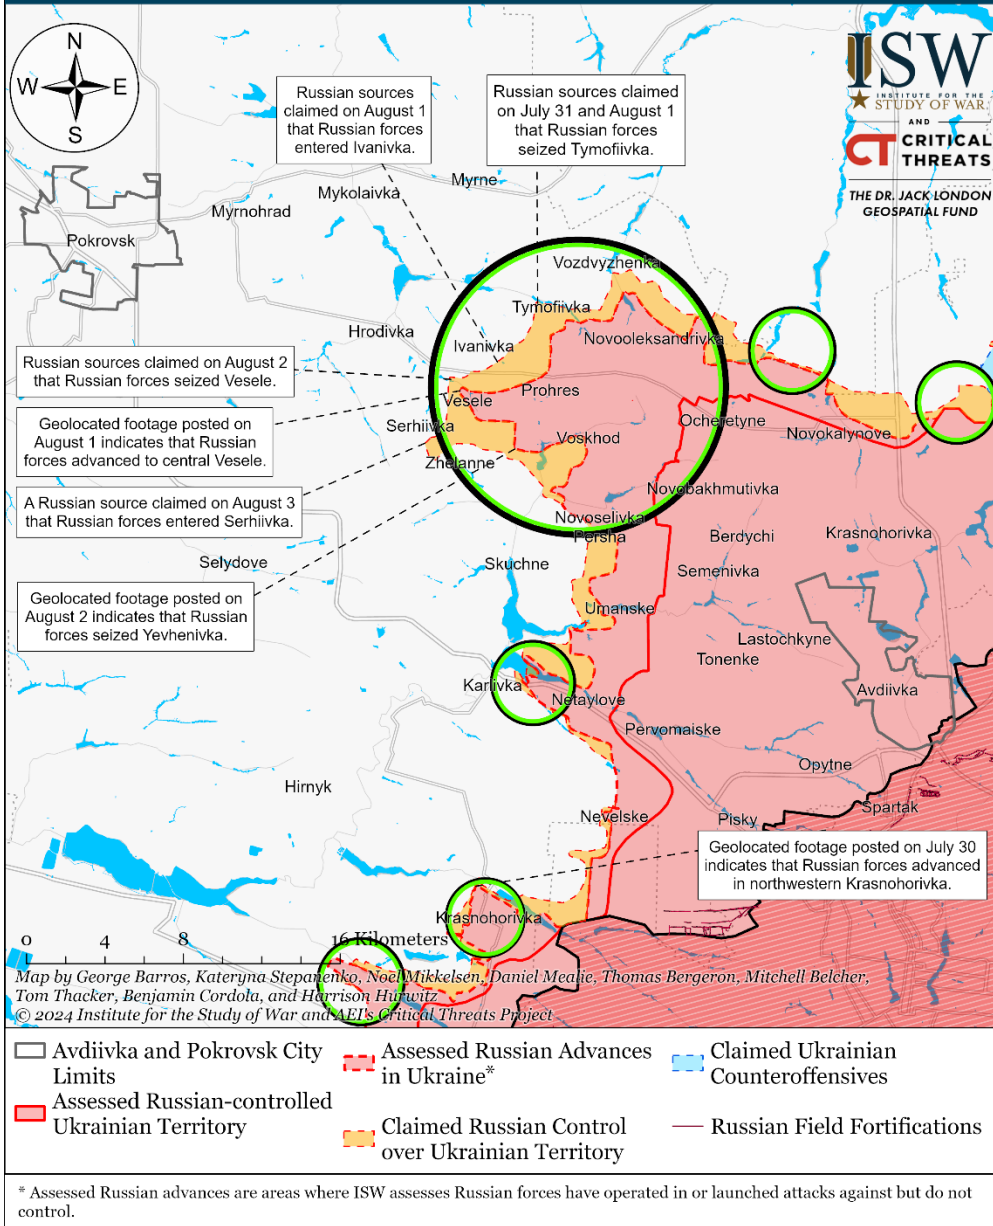 N
W
E
S
Russian sources
claimed on August 1
that Russian forces
entered Ivanivka.
Russian sources claimed
on July 31 and August 1
that Russian forces
seized Tymofiivka.
ISW
INSTITUTE FOR THE
STUDY OF WAR
AND
CT CRITICAL
THREATS
THE DR. JACK LONDON
GEOSPATIAL FUND
Myrne
Mykolaivka
Myrnohrad
Pokrovsk
Vozdvyzhenka
Tymofiivka
Hrodivka
Novooleksandrivka
Ivanivka
Russian sources claimed on August 2
that Russian forces seized Vesele.
Prohres
Vesele
Geolocated footage posted on
August 1 indicates that Russian
forces advanced to central Vesele.
Serhiivka
Ocheretyne
Novokalynove
Voskhod
Zhelanne
A Russian source claimed on August 3
that Russian forces entered Serhiivka.
Novobakhmutivka
Novoselivka
Persha
Berdychi
Krasnohorivka
Selydove
Skuchne
Semenivka
Geolocated footage posted on
August 2 indicates that Russian
forces seized Yevhenivka.
Umanske
Lastochkyne
Tonenke
Karlivka
Netaylove
Avdiivka
Pervomaiske
Opytne
Hirnyk
Spartak
Nevelske
Pisky
Geolocated footage posted on July 30
indicates that Russian forces advanced
in northwestern Krasnohorivka.
Krasnohorivka
0 4 8 16 Kilometers
Map by George Barros, Kateryna Stepanenko, Noel Mikkelsen, Daniel Mealie, Thomas Bergeron, Mitchell Belcher,
Tom Thacker, Benjamin Cordola, and Harrison Hurwitz
© 2024 Institute for the Study of War and AEI's Critical Threats Project
Avdiivka and Pokrovsk City
Limits
Assessed Russian-controlled
Ukrainian Territory
Assessed Russian Advances
in Ukraine*
Claimed Russian Control
over Ukrainian Territory
Claimed Ukrainian
Counteroffensives
Russian Field Fortifications
* Assessed Russian advances are areas where ISW assesses Russian forces have operated in or launched attacks against but do not
control.